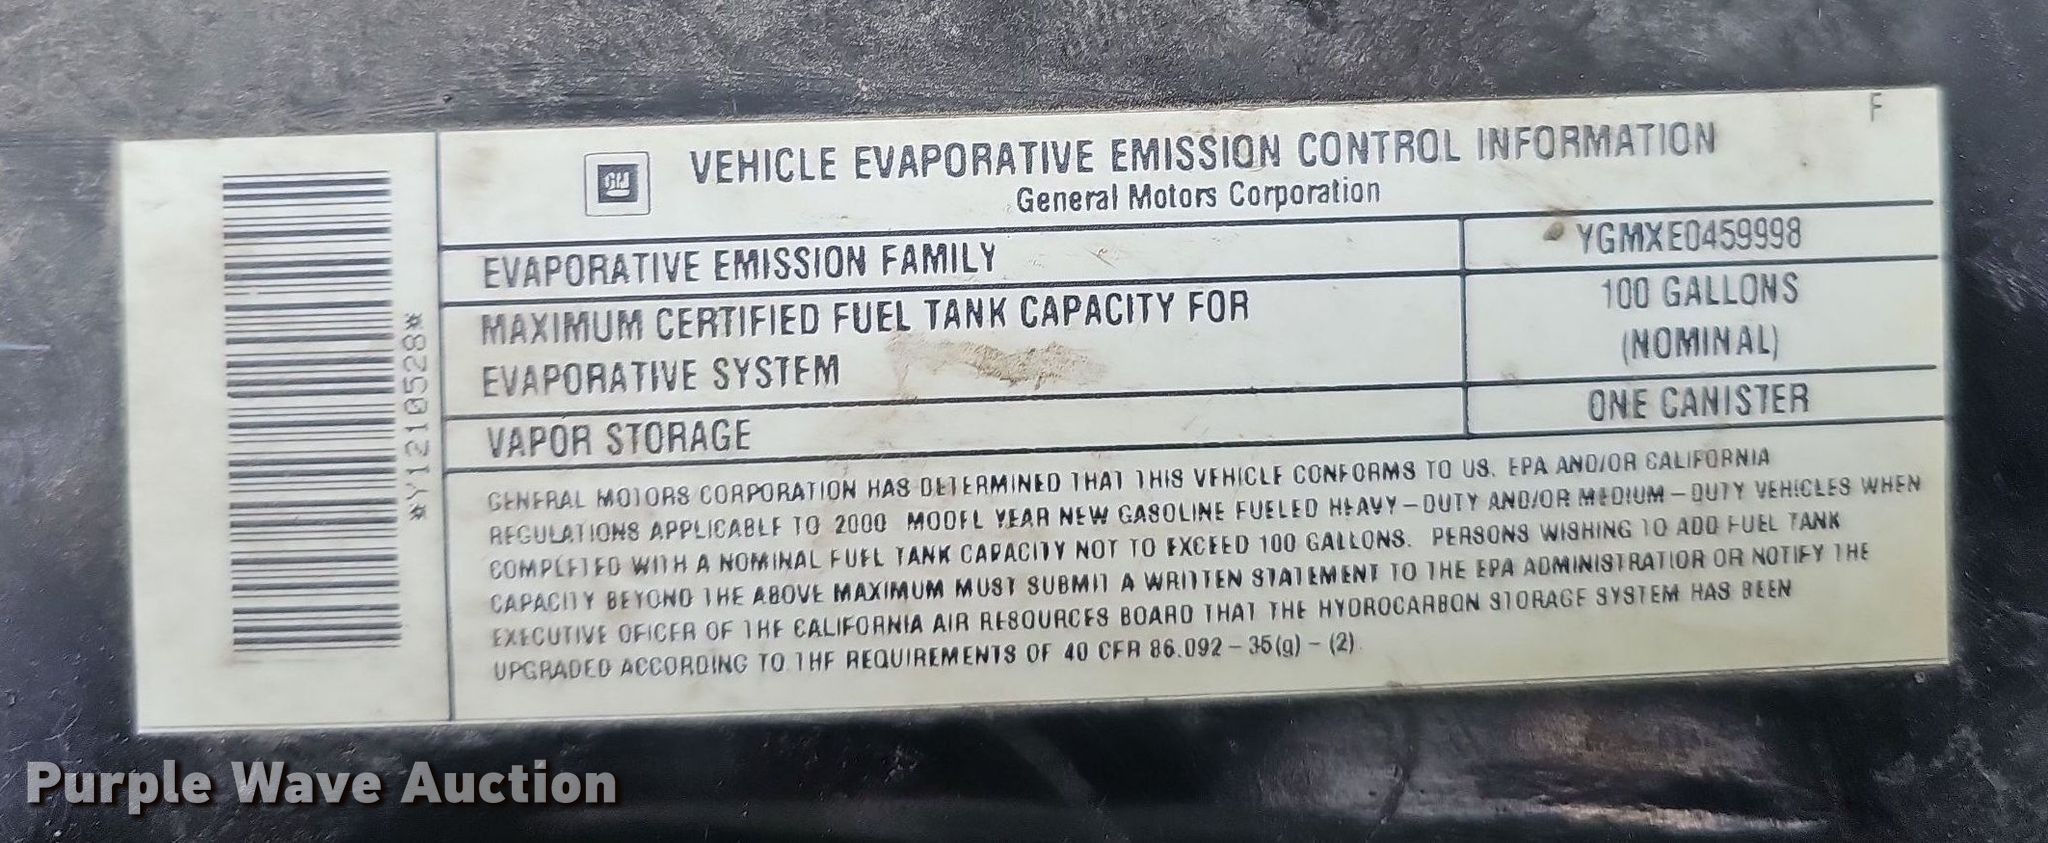 F
GM
VEHICLE EVAPORATIVE EMISSION CONTROL INFORMATION
General Motors Corporation
EVAPORATIVE EMISSION FAMILY YGMXE0459998
MAXIMUM CERTIFIED FUEL TANK CAPACITY FOR 100 GALLONS
EVAPORATIVE SYSTEM (NOMINAL)
VAPOR STORAGE ONE CANISTER
GENERAL MOTORS CORPORATION HAS DETERMINED THAT THIS VEHICLE CONFORMS TO US. EPA AND/OR CALIFORNIA
REGULATIONS APPLICABLE TO 2000 MODEL YEAR NEW GASOLINE FUELED HEAVY-DUTY AND/OR MEDIUM-DUTY VEHICLES WHEN
COMPLETED WITH A NOMINAL FUEL TANK CAPACITY NOT TO EXCEED 100 GALLONS. PERSONS WISHING TO ADD FUEL TANK
CAPACITY BEYOND THE ABOVE MAXIMUM MUST SUBMIT A WRITTEN STATEMENT TO THE EPA ADMINISTRATIOR OR NOTIFY THE
EXECUTIVE OFICER OF THE CALIFORNIA AIR RESOURCES BOARD THAT THE HYDROCARBON STORAGE SYSTEM HAS BEEN
UPGRADED ACCORDING TO THE REQUIREMENTS OF 40 CFR 86.092-35(g)-(2)
*Y12105528*
Purple Wave Auction